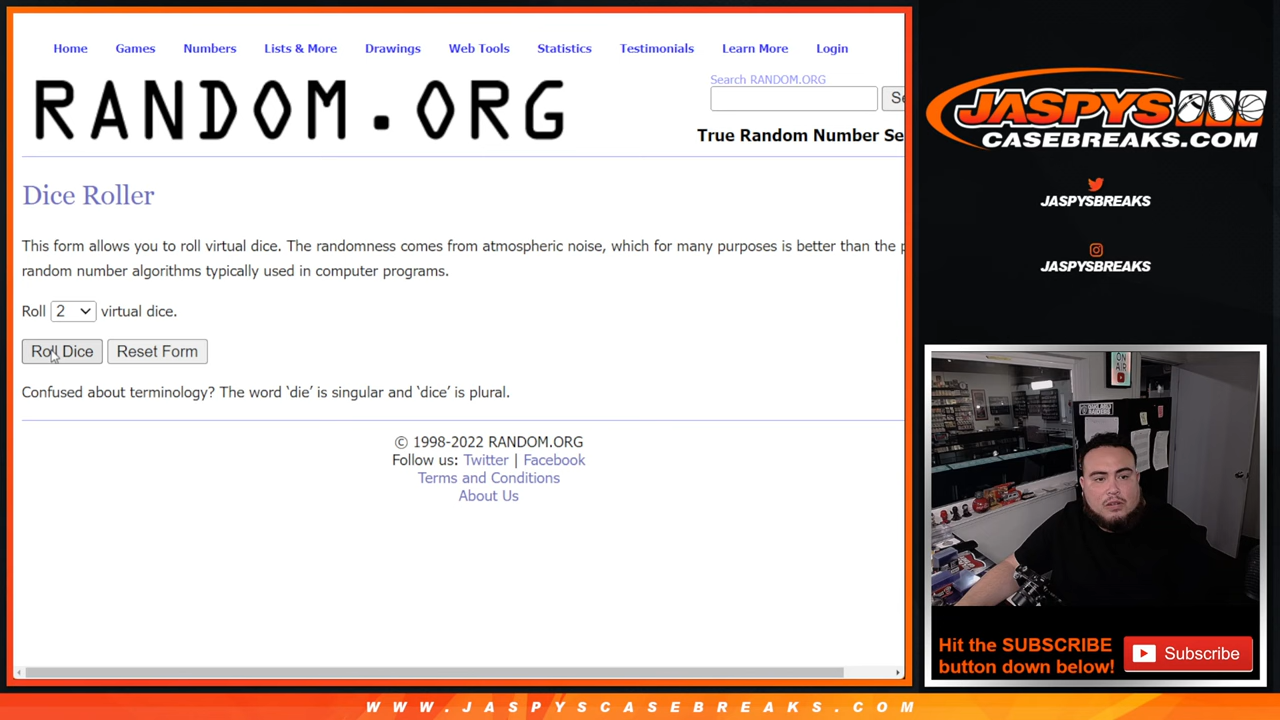 Home Games Numbers Lists & More Drawings Web Tools Statistics Testimonials Learn More Login
RANDOM.ORG
Search RANDOM.ORG
Se
True Random Number Se
Dice Roller
This form allows you to roll virtual dice. The randomness comes from atmospheric noise, which for many purposes is better than the p
random number algorithms typically used in computer programs.
Roll 2 virtual dice.
Roll Dice Reset Form
Confused about terminology? The word ‘die’ is singular and ‘dice’ is plural.
© 1998-2022 RANDOM.ORG
Follow us: Twitter | Facebook
Terms and Conditions
About Us
JASPYS
CASEBREAKS.COM
JASPYSBREAKS
JASPYSBREAKS
ON
AIR
Hit the SUBSCRIBE
button down below!
Subscribe
WWW.JASPYSCASEBREAKS.COM